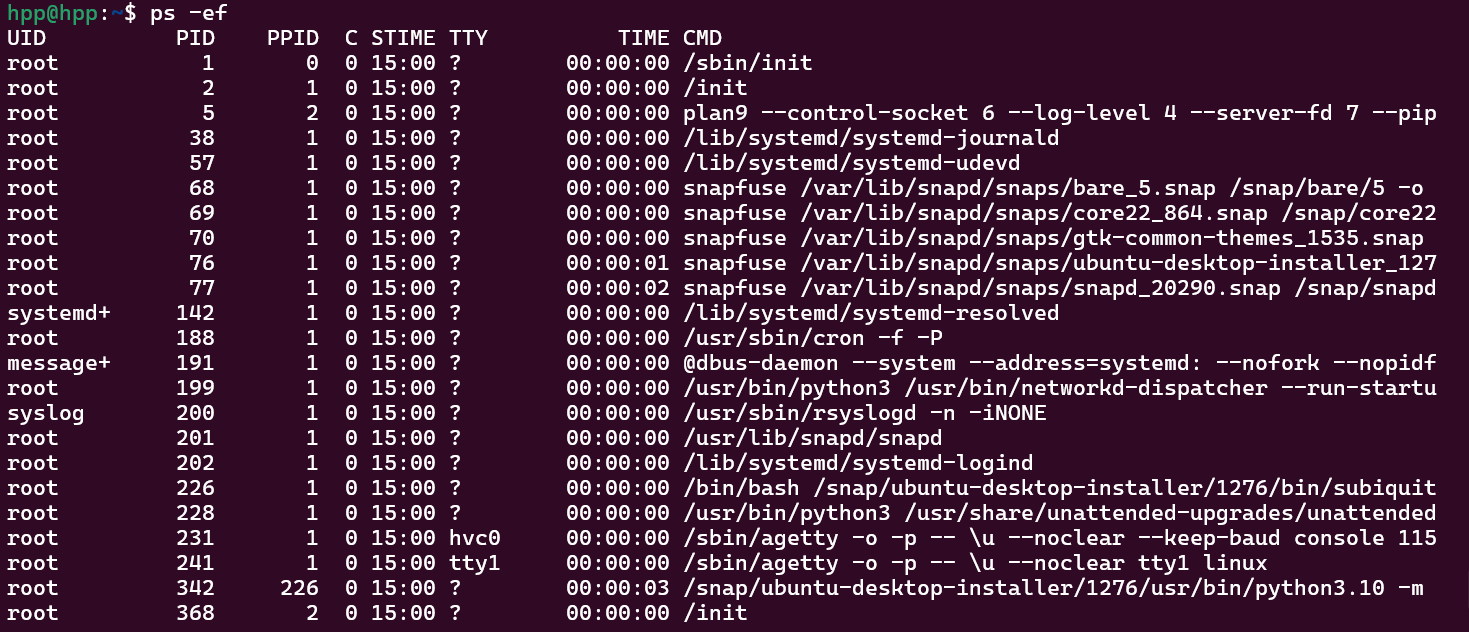 hpp@hpp:~$ ps -ef
UID          PID    PPID  C STIME TTY          TIME CMD
root           1       0  0 15:00 ?        00:00:00 /sbin/init
root           2       1  0 15:00 ?        00:00:00 /init
root           5       2  0 15:00 ?        00:00:00 plan9 --control-socket 6 --log-level 4 --server-fd 7 --pip
root          38       1  0 15:00 ?        00:00:00 /lib/systemd/systemd-journald
root          57       1  0 15:00 ?        00:00:00 /lib/systemd/systemd-udevd
root          68       1  0 15:00 ?        00:00:00 snapfuse /var/lib/snapd/snaps/bare_5.snap /snap/bare/5 -o
root          69       1  0 15:00 ?        00:00:00 snapfuse /var/lib/snapd/snaps/core22_864.snap /snap/core22
root          70       1  0 15:00 ?        00:00:00 snapfuse /var/lib/snapd/snaps/gtk-common-themes_1535.snap
root          76       1  0 15:00 ?        00:00:01 snapfuse /var/lib/snapd/snaps/ubuntu-desktop-installer_127
root          77       1  0 15:00 ?        00:00:02 snapfuse /var/lib/snapd/snaps/snapd_20290.snap /snap/snapd
systemd+     142       1  0 15:00 ?        00:00:00 /lib/systemd/systemd-resolved
root         188       1  0 15:00 ?        00:00:00 /usr/sbin/cron -f -P
message+     191       1  0 15:00 ?        00:00:00 @dbus-daemon --system --address=systemd: --nofork --nopidf
root         199       1  0 15:00 ?        00:00:00 /usr/bin/python3 /usr/bin/networkd-dispatcher --run-startu
syslog       200       1  0 15:00 ?        00:00:00 /usr/sbin/rsyslogd -n -iNONE
root         201       1  0 15:00 ?        00:00:00 /usr/lib/snapd/snapd
root         202       1  0 15:00 ?        00:00:00 /lib/systemd/systemd-logind
root         226       1  0 15:00 ?        00:00:00 /bin/bash /snap/ubuntu-desktop-installer/1276/bin/subiquit
root         228       1  0 15:00 ?        00:00:00 /usr/bin/python3 /usr/share/unattended-upgrades/unattended
root         231       1  0 15:00 hvc0     00:00:00 /sbin/agetty -o -p -- \u --noclear --keep-baud console 115
root         241       1  0 15:00 tty1     00:00:00 /sbin/agetty -o -p -- \u --noclear tty1 linux
root         342     226  0 15:00 ?        00:00:03 /snap/ubuntu-desktop-installer/1276/usr/bin/python3.10 -m
root         368       2  0 15:00 ?        00:00:00 /init